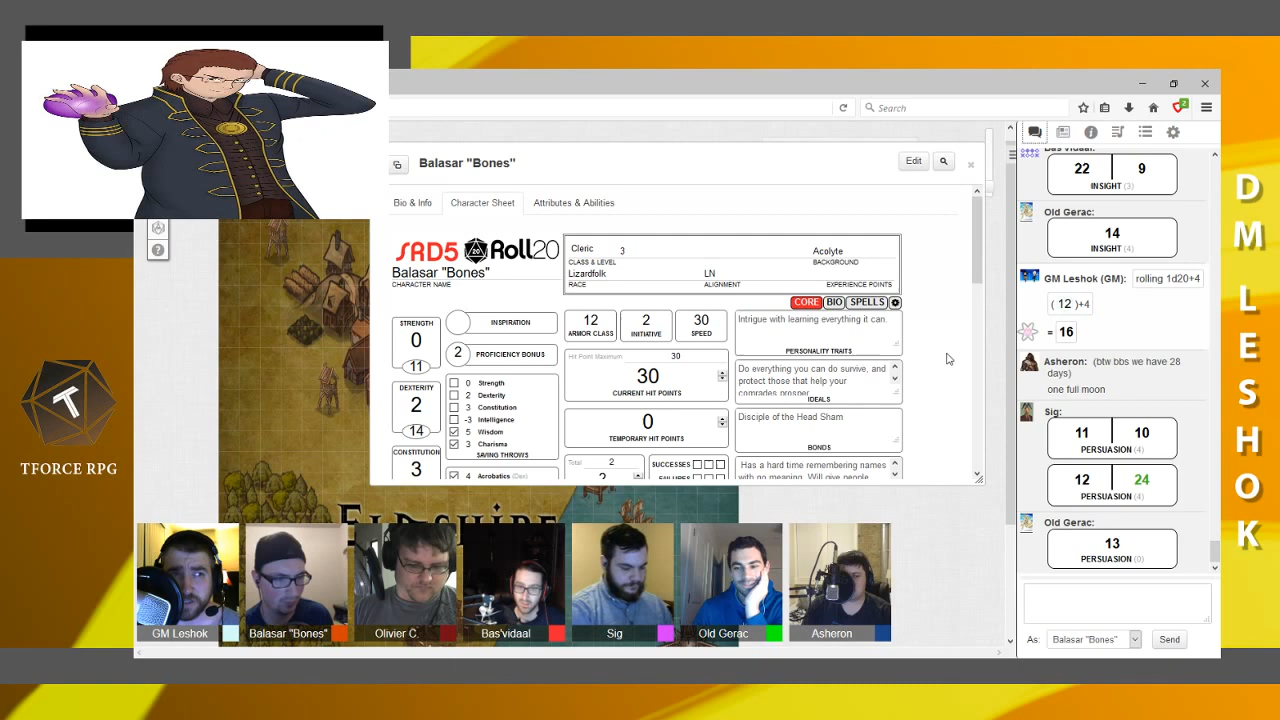 Search
2
Balasar "Bones"
Edit
Bio & Info
Character Sheet
Attributes & Abilities
SRD5
20
Roll20
Balasar "Bones"
CHARACTER NAME
Cleric 3 Acolyte
CLASS & LEVEL BACKGROUND
Lizardfolk LN
RACE ALIGNMENT EXPERIENCE POINTS
CORE BIO SPELLS
STRENGTH
0
11
DEXTERITY
2
14
CONSTITUTION
3
INSPIRATION
2 PROFICIENCY BONUS
0 Strength
2 Dexterity
3 Constitution
-3 Intelligence
5 Wisdom
3 Charisma
SAVING THROWS
4 Acrobatics (Dex)
12
ARMOR CLASS
2
INITIATIVE
30
SPEED
Hit Point Maximum 30
30
CURRENT HIT POINTS
0
TEMPORARY HIT POINTS
Total 2
SUCCESSES
Intrigue with learning everything it can.
PERSONALITY TRAITS
Do everything you can do survive, and
protect those that help your
comrades prosper.
IDEALS
Disciple of the Head Sham
BONDS
Has a hard time remembering names
with no meaning. Will give people
Bas'vidaal:
22 9
INSIGHT (3)
Old Gerac:
14
INSIGHT (4)
GM Leshok (GM): rolling 1d20+4
( 12 )+4
= 16
Asheron: (btw bbs we have 28
days)
one full moon
Sig:
11 10
PERSUASION (4)
12 24
PERSUASION (4)
Old Gerac:
13
PERSUASION (0)
As: Balasar "Bones" Send
ELDSHIRE
GM Leshok
Balasar "Bones"
Olivier C.
Bas'vidaal
Sig
Old Gerac
Asheron
T
TFORCE RPG
DM LESHOK